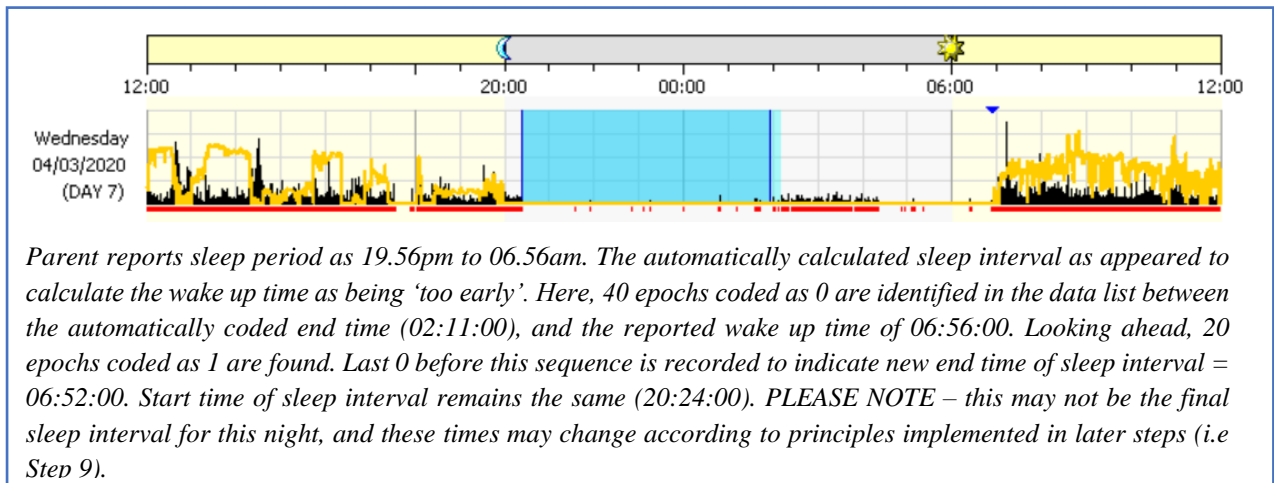 12:00 20:00 00:00 06:00 12:00
Wednesday
04/03/2020
(DAY 7)
Parent reports sleep period as 19.56pm to 06.56am. The automatically calculated sleep interval as appeared to
calculate the wake up time as being ‘too early’. Here, 40 epochs coded as 0 are identified in the data list between
the automatically coded end time (02:11:00), and the reported wake up time of 06:56:00. Looking ahead, 20
epochs coded as 1 are found. Last 0 before this sequence is recorded to indicate new end time of sleep interval =
06:52:00. Start time of sleep interval remains the same (20:24:00). PLEASE NOTE – this may not be the final
sleep interval for this night, and these times may change according to principles implemented in later steps (i.e
Step 9).